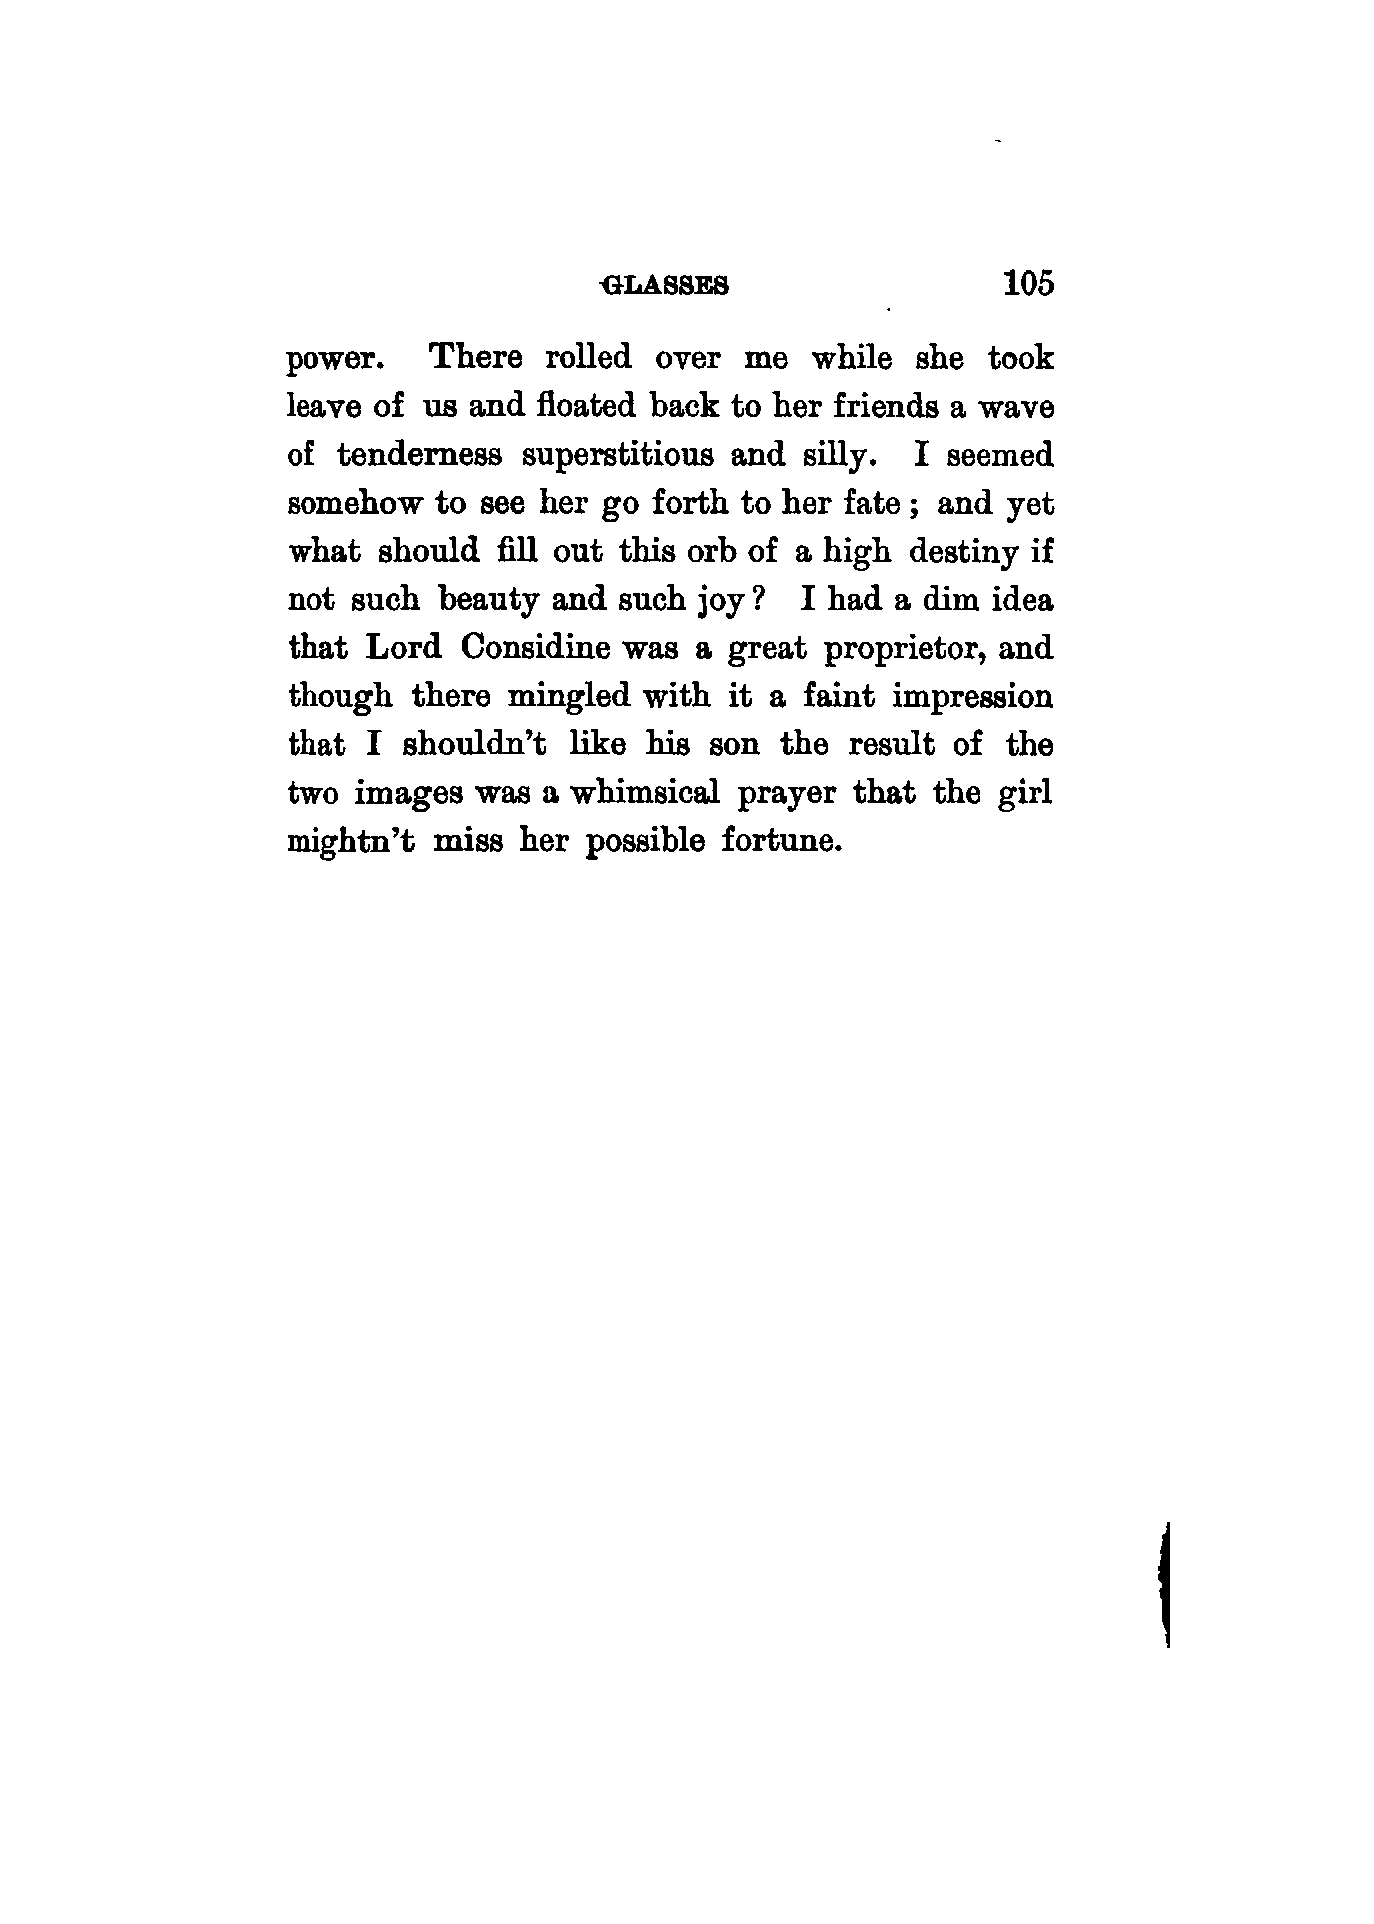 GLASSES 105
power. There rolled over me while she took
leave of us and floated back to her friends a wave
of tenderness superstitious and silly. I seemed
somehow to see her go forth to her fate ; and yet
what should fill out this orb of a high destiny if
not such beauty and such joy ? I had a dim idea
that Lord Considine was a great proprietor, and
though there mingled with it a faint impression
that I shouldn't like his son the result of the
two images was a whimsical prayer that the girl
mightn't miss her possible fortune.